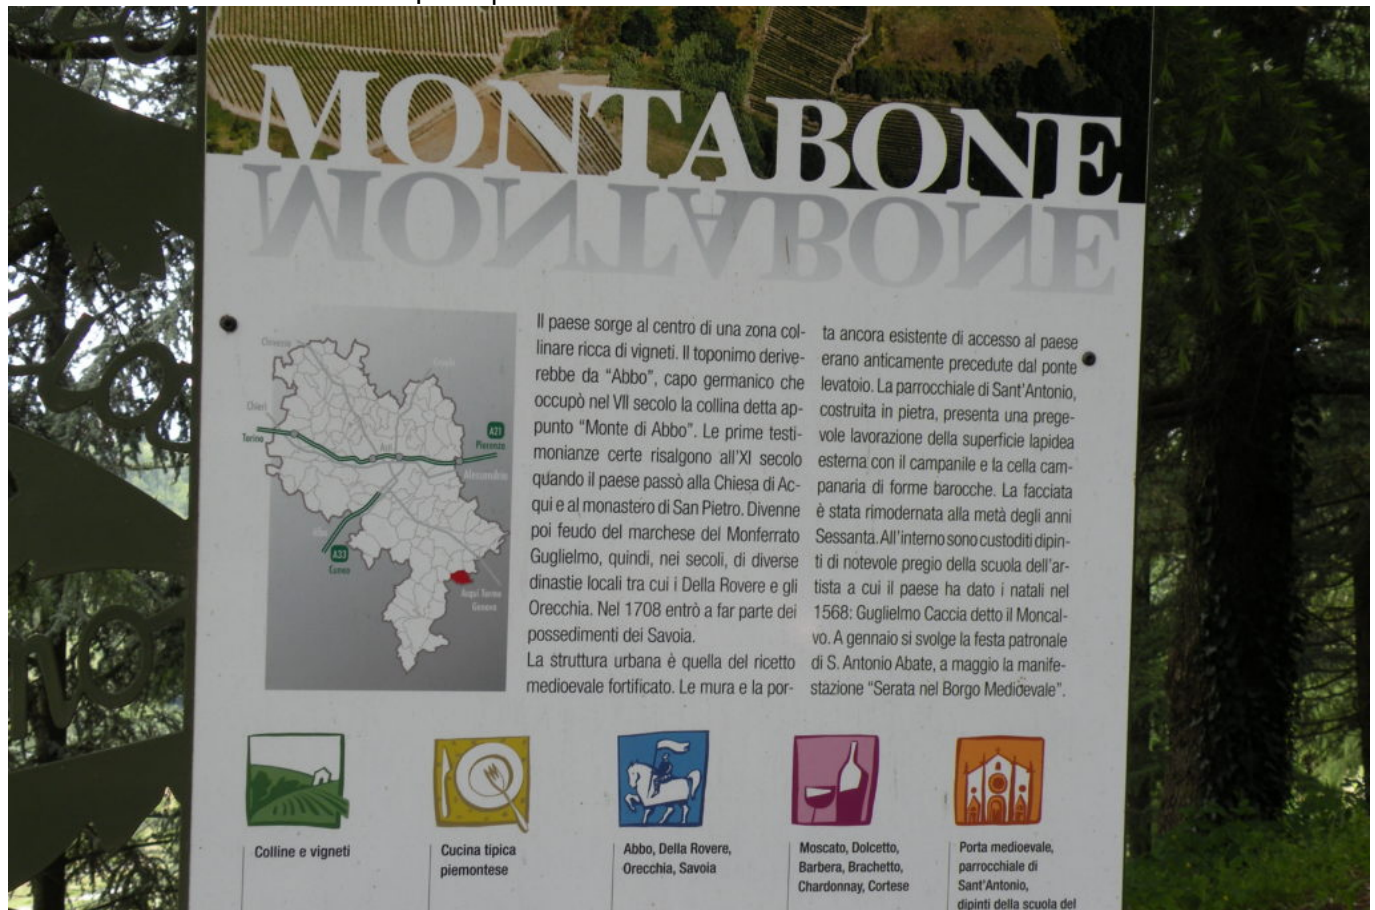 MONTABONE
Il paese sorge al centro di una zona col-
linare ricca di vigneti. Il toponimo derive-
rebbe da “Abbo”, capo germanico che
occupò nel VII secolo la collina detta ap-
punto “Monte di Abbo”. Le prime testi-
monianze certe risalgono all'XI secolo
quando il paese passò alla Chiesa di Ac-
qui e al monastero di San Pietro. Divenne
poi feudo del marchese del Monferrato
Guglielmo, quindi, nei secoli, di diverse
dinastie locali tra cui i Della Rovere e gli
Orecchia. Nel 1708 entrò a far parte dei
possedimenti dei Savoia.
La struttura urbana è quella del ricetto
medioevale fortificato. Le mura e la por-
ta ancora esistente di accesso al paese
erano anticamente precedute dal ponte
levatoio. La parrocchiale di Sant'Antonio,
costruita in pietra, presenta una prege-
vole lavorazione della superficie lapidea
esterna con il campanile e la cella cam-
panaria di forme barocche. La facciata
è stata rimodernata alla metà degli anni
Sessanta. All'interno sono custoditi dipin-
ti di notevole pregio della scuola dell'ar-
tista a cui il paese ha dato i natali nel
1568: Guglielmo Caccia detto il Moncal-
vo. A gennaio si svolge la festa patronale
di S. Antonio Abate, a maggio la manife-
stazione “Serata nel Borgo Medioevale”.
Chieri
Torino
A21
Piacenza
Alessandria
Asti
A33
Cuneo
Acqui Terme
Genova
Colline e vigneti
Cucina tipica
piemontese
Abbo, Della Rovere,
Orecchia, Savoia
Moscato, Dolcetto,
Barbera, Brachetto,
Chardonnay, Cortese
Porta medioevale,
parrocchiale di
Sant'Antonio,
dipinti della scuola del